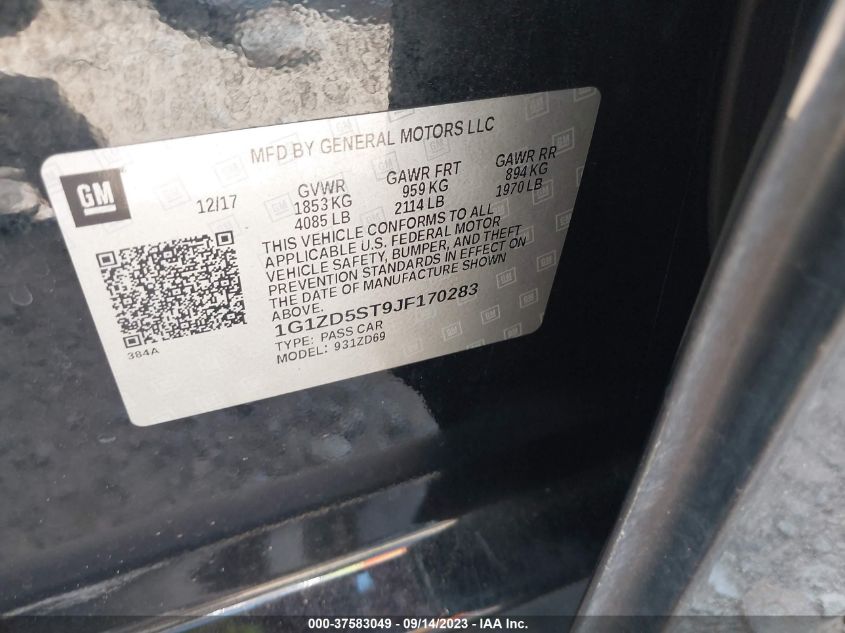 MFD BY GENERAL MOTORS LLC
GM
12/17
GVWR
1853 KG
4085 LB
GAWR FRT
959 KG
2114 LB
GAWR RR
894 KG
1970 LB
THIS VEHICLE CONFORMS TO ALL
APPLICABLE U.S. FEDERAL MOTOR
VEHICLE SAFETY, BUMPER, AND THEFT
PREVENTION STANDARDS IN EFFECT ON
THE DATE OF MANUFACTURE SHOWN
ABOVE.
1G1ZD5ST9JF170283
TYPE: PASS CAR
MODEL: 931ZD69
384A
000-37583049 - 09/14/2023 - IAA Inc.